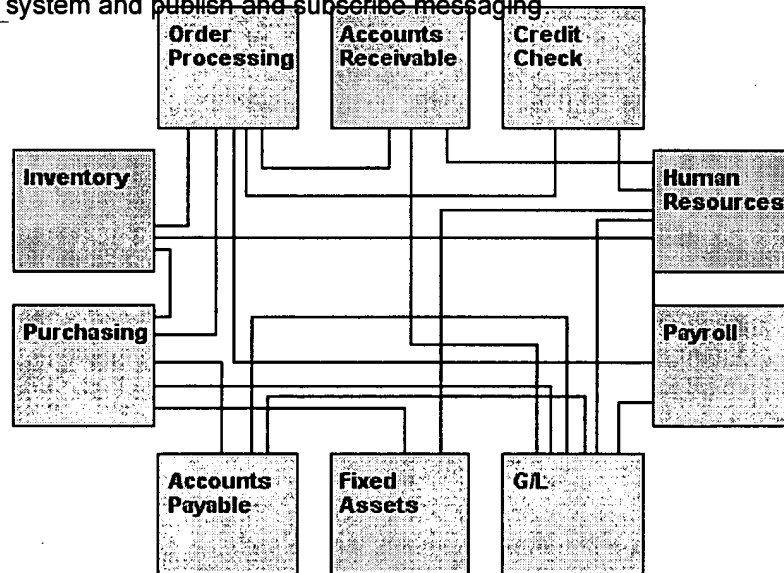 system and publish and subscribe messaging.
Order
Processing
Accounts
Receivable
Credit
Check
Inventory
Human
Resources
Purchasing
Payroll
Accounts
Payable
Fixed
Assets
G/L